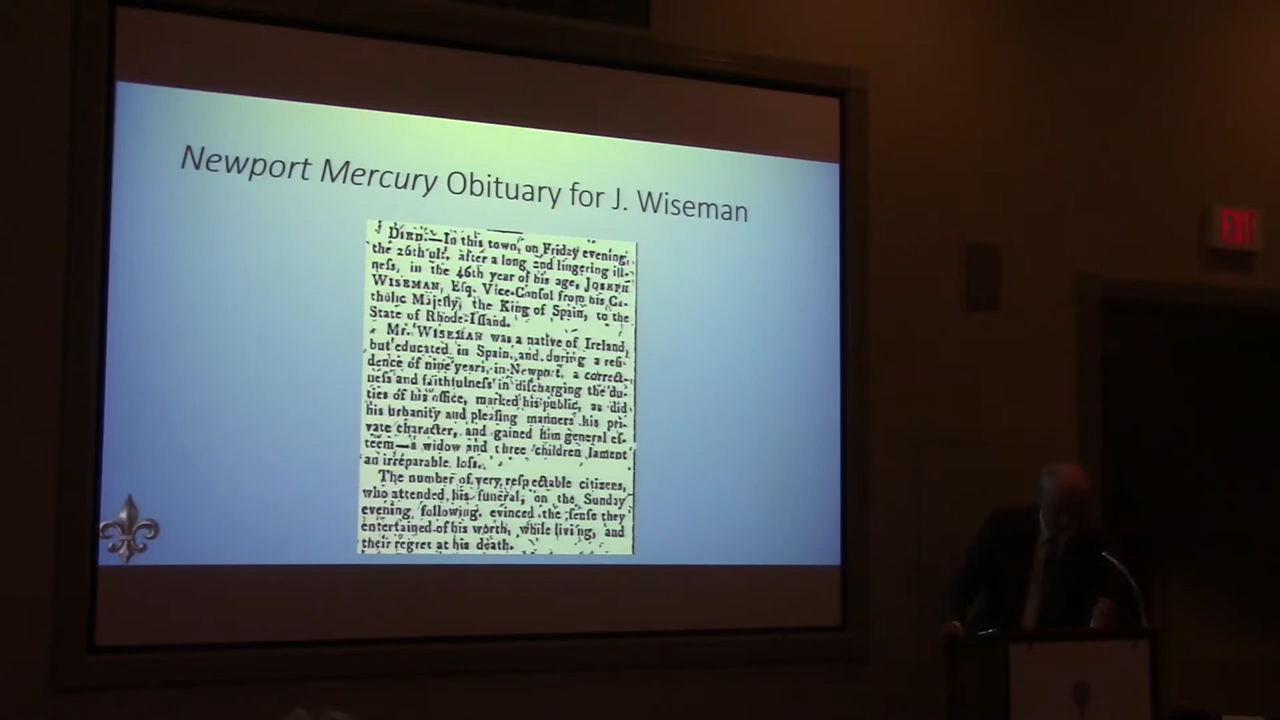 Newport Mercury Obituary for J. Wiseman
DIED.—In this town, on Friday evening,
the 26th ult. after a long and lingering ill-
neſs, in the 46th year of his age, JOSEPH
WISEMAN, Eſq. Vice-Conſul from his Ca-
tholic Majeſty, the King of Spain, to the
State of Rhode-Iſland.
Mr. WISEMAN was a native of Ireland,
but educated in Spain, and during a reſi-
dence of nine years, in Newport, a correct-
neſs and faithfulneſs in diſcharging the du-
ties of his office, marked his public, as did
his urbanity and pleaſing manners his pri-
vate character, and gained him general eſ-
teem—a widow and three children lament
an irreparable loſs.
The number of very reſpectable citizens,
who attended his funeral, on the Sunday
evening following, evinced the ſenſe they
entertained of his worth, while living, and
their regret at his death.
EXIT